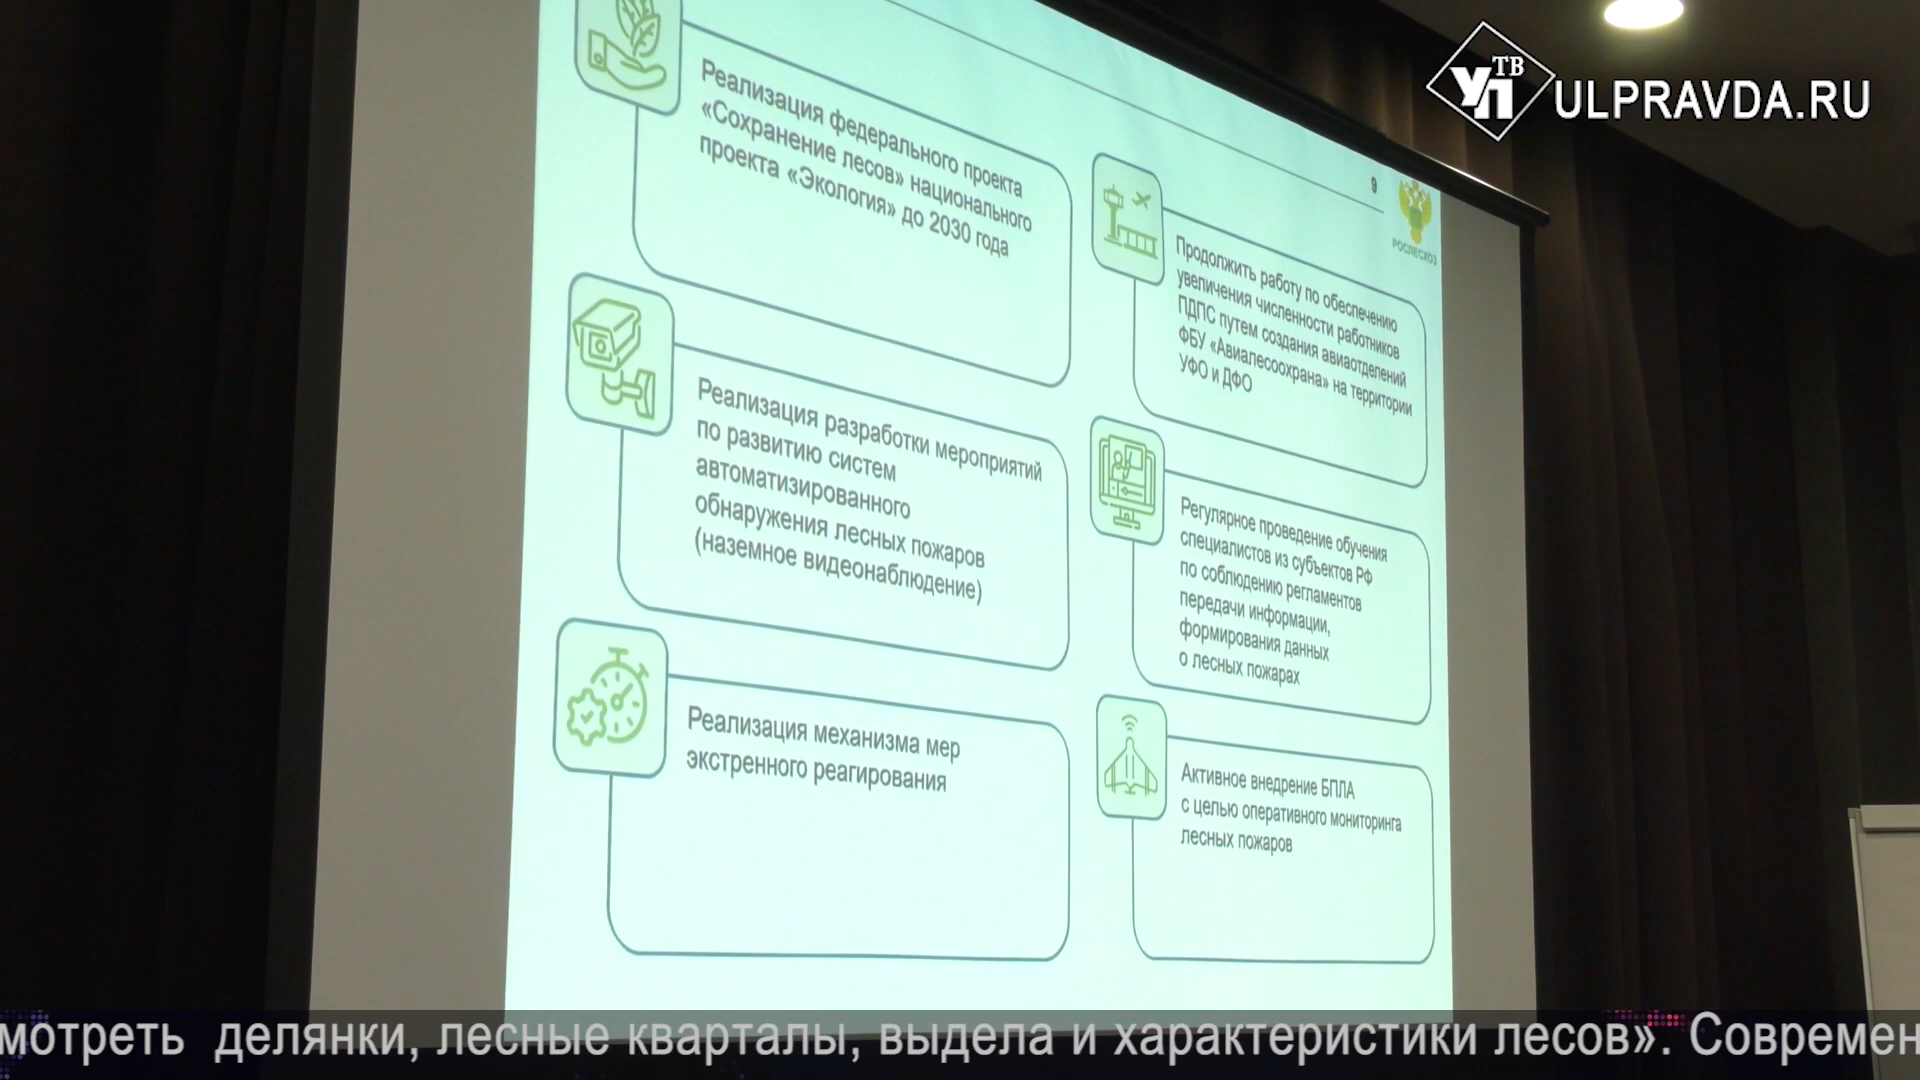 ТВ
УП
ULPRAVDA.RU
9
РОСЛЕСХОЗ
Реализация федерального проекта
«Сохранение лесов» национального
проекта «Экология» до 2030 года
Реализация разработки мероприятий
по развитию систем
автоматизированного
обнаружения лесных пожаров
(наземное видеонаблюдение)
Реализация механизма мер
экстренного реагирования
Продолжить работу по обеспечению
увеличения численности работников
ПДПС путем создания авиаотделений
ФБУ «Авиалесоохрана» на территории
УФО и ДФО
Регулярное проведение обучения
специалистов из субъектов РФ
по соблюдению регламентов
передачи информации,
формирования данных
о лесных пожарах
Активное внедрение БПЛА
с целью оперативного мониторинга
лесных пожаров
мотреть делянки, лесные кварталы, выдела и характеристики лесов». Современ